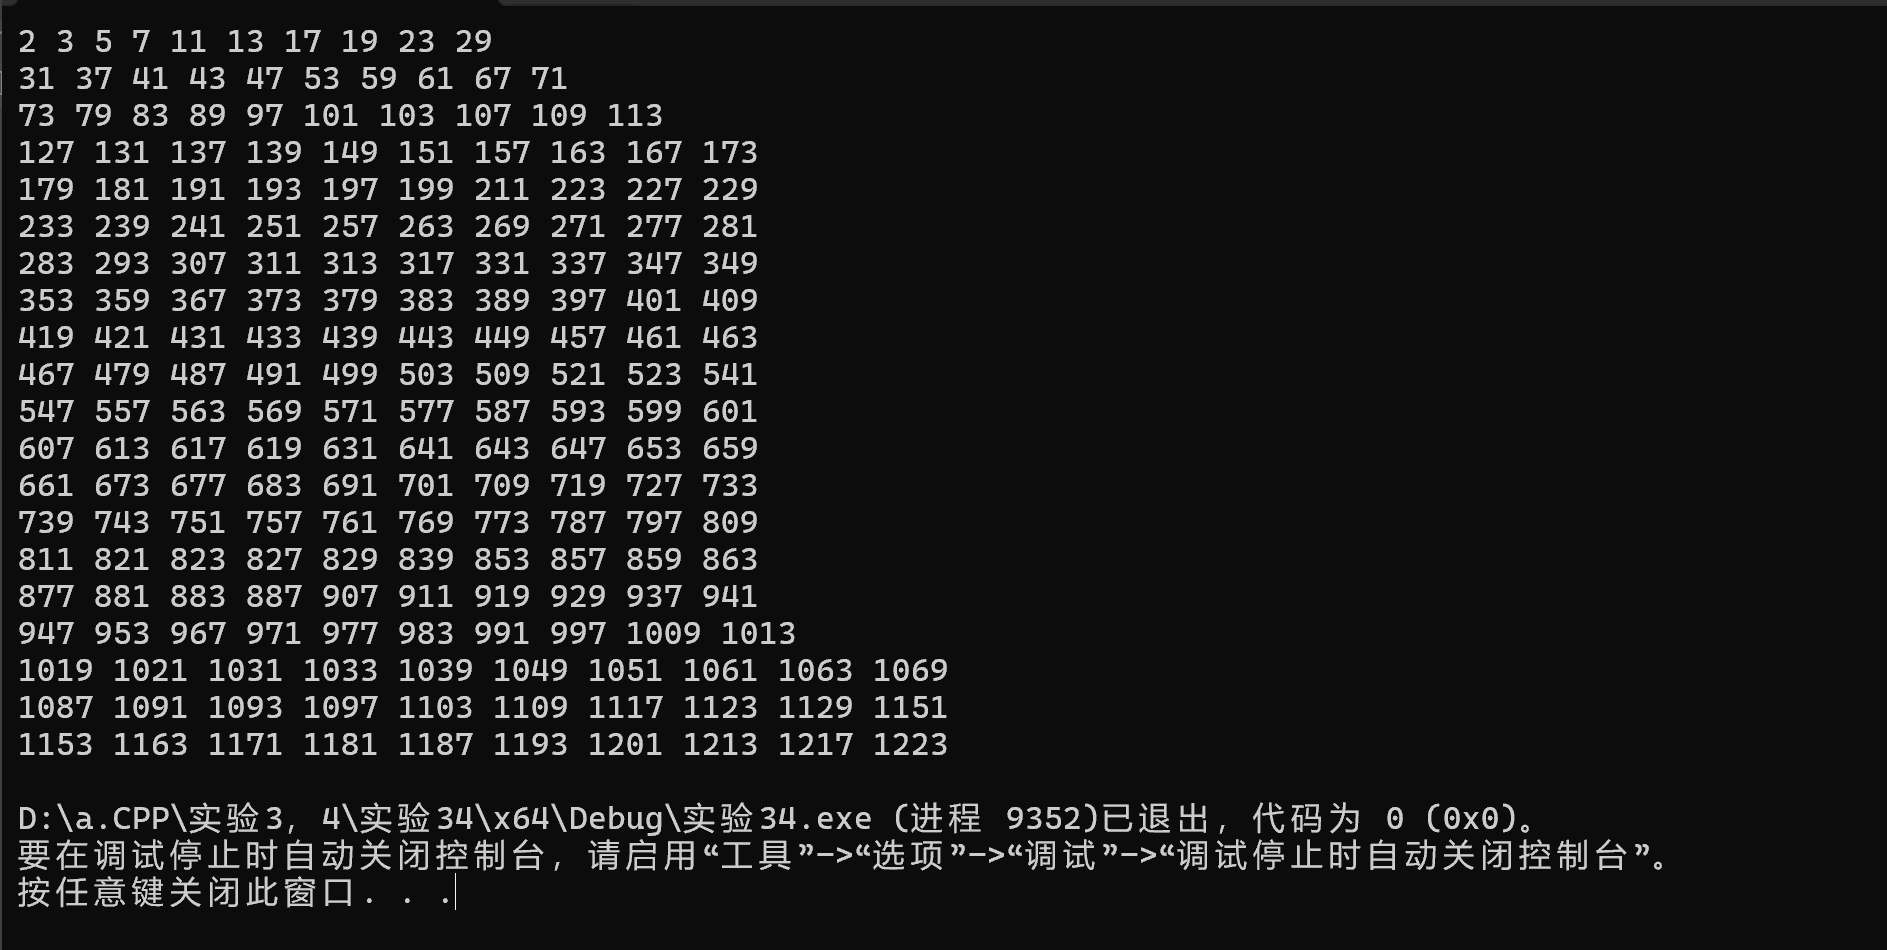 2 3 5 7 11 13 17 19 23 29
31 37 41 43 47 53 59 61 67 71
73 79 83 89 97 101 103 107 109 113
127 131 137 139 149 151 157 163 167 173
179 181 191 193 197 199 211 223 227 229
233 239 241 251 257 263 269 271 277 281
283 293 307 311 313 317 331 337 347 349
353 359 367 373 379 383 389 397 401 409
419 421 431 433 439 443 449 457 461 463
467 479 487 491 499 503 509 521 523 541
547 557 563 569 571 577 587 593 599 601
607 613 617 619 631 641 643 647 653 659
661 673 677 683 691 701 709 719 727 733
739 743 751 757 761 769 773 787 797 809
811 821 823 827 829 839 853 857 859 863
877 881 883 887 907 911 919 929 937 941
947 953 967 971 977 983 991 997 1009 1013
1019 1021 1031 1033 1039 1049 1051 1061 1063 1069
1087 1091 1093 1097 1103 1109 1117 1123 1129 1151
1153 1163 1171 1181 1187 1193 1201 1213 1217 1223
D:\a.CPP\实验3，4\实验34\x64\Debug\实验34.exe (进程 9352)已退出，代码为 0 (0x0)。
要在调试停止时自动关闭控制台，请启用“工具”->“选项”->“调试”->“调试停止时自动关闭控制台”。
按任意键关闭此窗口. . .